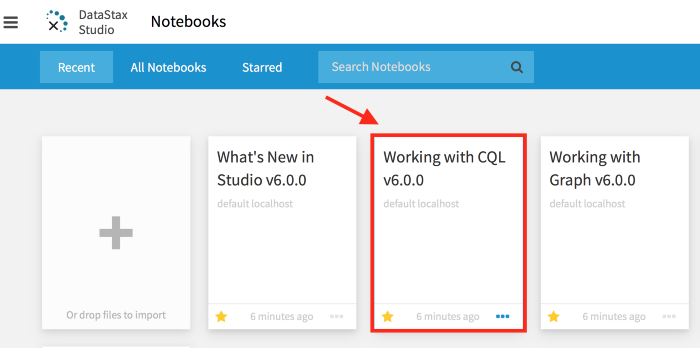 DataStax
Studio
Notebooks
Recent
All Notebooks
Starred
Search Notebooks
Or drop files to import
What's New in
Studio v6.0.0
default localhost
6 minutes ago
Working with CQL
v6.0.0
default localhost
6 minutes ago
Working with
Graph v6.0.0
default localhost
6 minutes ago